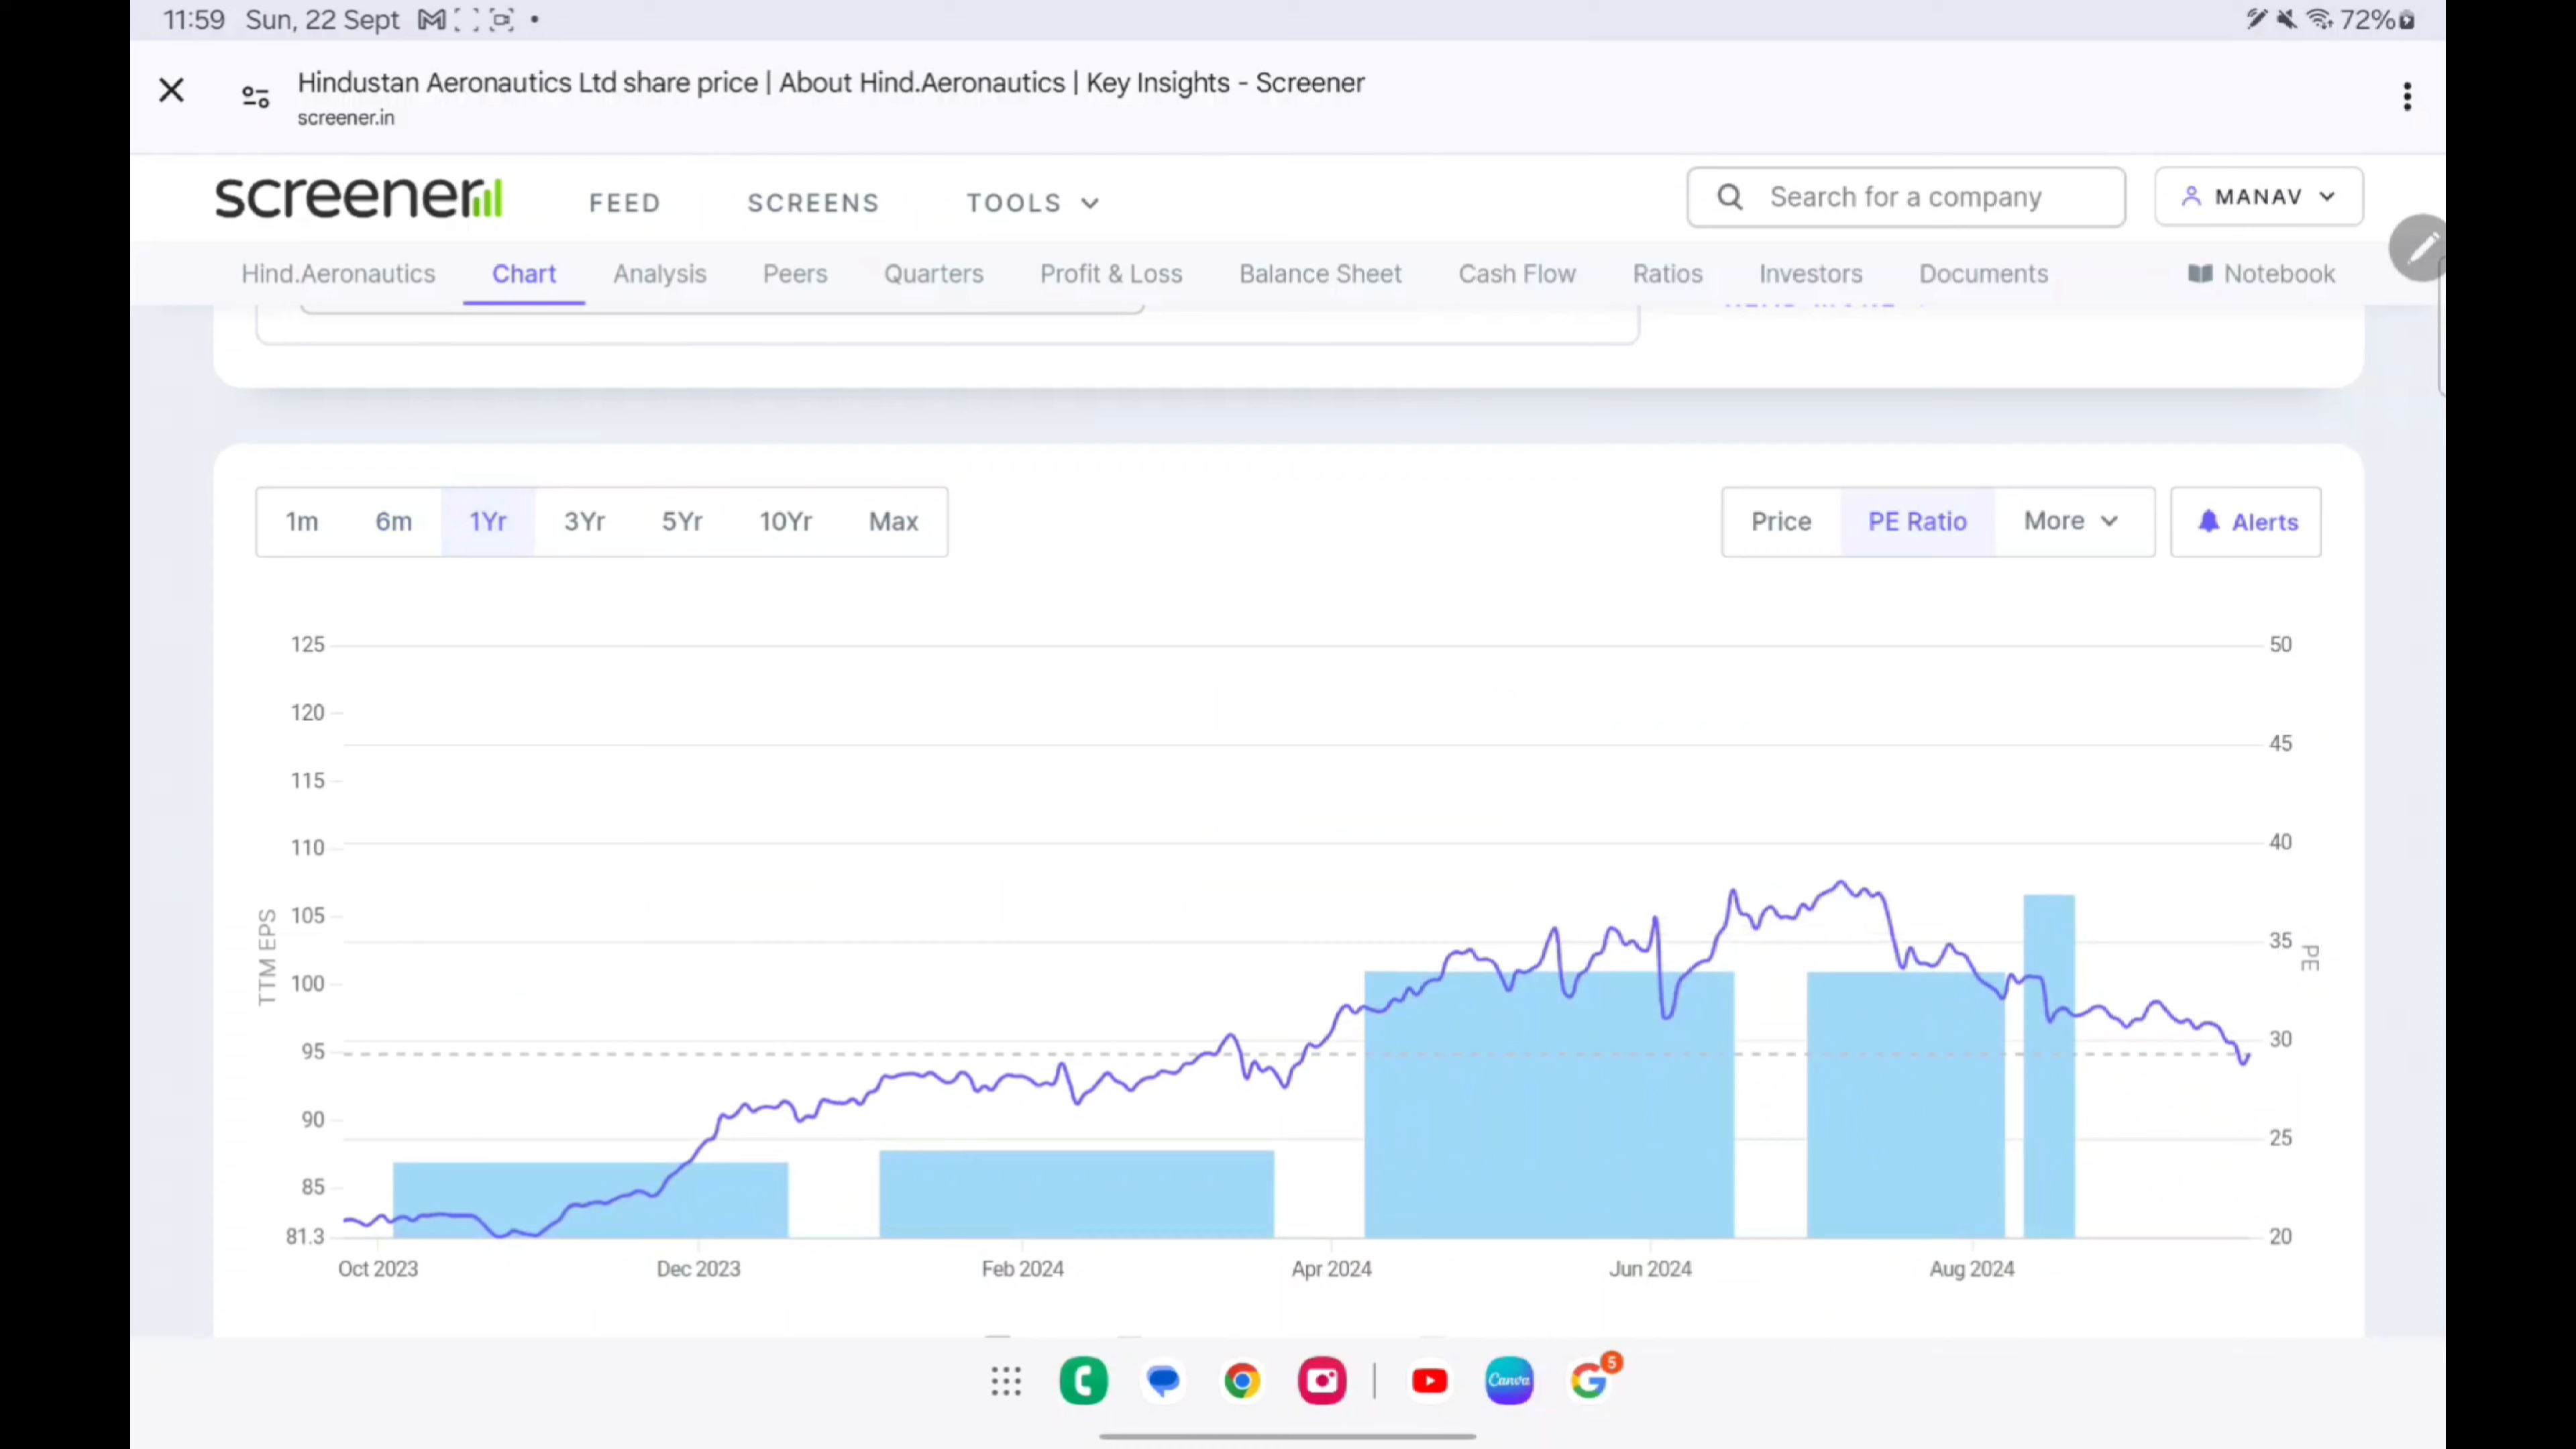 11:59 Sun, 22 Sept
72%
Hindustan Aeronautics Ltd share price | About Hind.Aeronautics | Key Insights - Screener
screener.in
screener
FEED SCREENS TOOLS
Search for a company
MANAV
Hind.Aeronautics Chart Analysis Peers Quarters Profit & Loss Balance Sheet Cash Flow Ratios Investors Documents Notebook
1m 6m 1Yr 3Yr 5Yr 10Yr Max
Price PE Ratio More Alerts
125 50
120
45
115
110 40
105
35
100
95 30
90
25
85
81.3 20
TTM EPS
PE
Oct 2023 Dec 2023 Feb 2024 Apr 2024 Jun 2024 Aug 2024
Canva
5